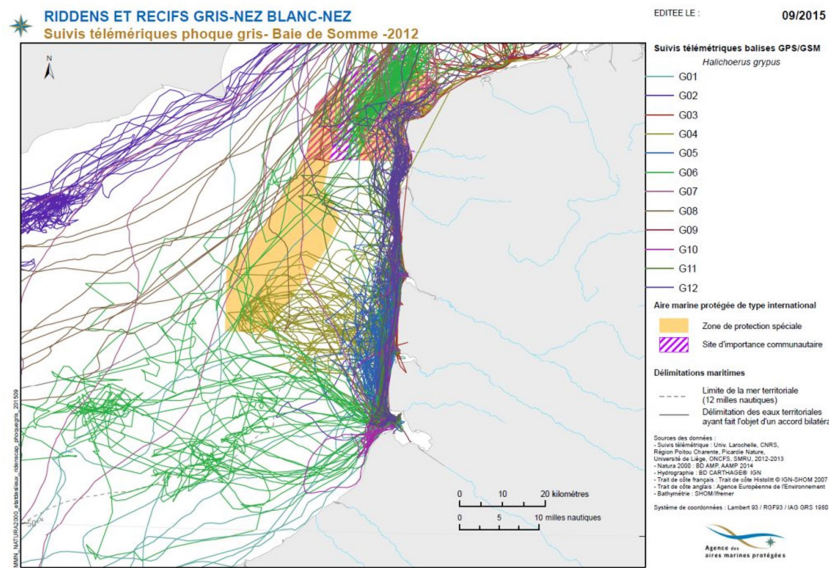 RIDDENS ET RECIFS GRIS-NEZ BLANC-NEZ
Suivis télémériques phoque gris- Baie de Somme -2012
EDITEE LE :
09/2015
N
Suivis télémétriques balises GPS/GSM
Halichoerus grypus
G01
G02
G03
G04
G05
G06
G07
G08
G09
G10
G11
G12
Aire marine protégée de type international
Zone de protection spéciale
Site d'importance communautaire
Délimitations maritimes
Limite de la mer territoriale
(12 milles nautiques)
Délimitation des eaux territoriales
ayant fait l'objet d'un accord bilatéra
Sources des données :
- Suivis télémétrique : Univ. Larochelle, CNRS,
Région Poitou Charente, Picardie Nature,
Université de Liège, ONCFS, SMRU, 2012-2013
- Natura 2000 : BD AMP, AAMP 2014
- Hydrographie : BD CARTHAGE® IGN
- Trait de côte français : Trait de côte Histolitt © IGN-SHOM 2007
- Trait de côte anglais : Agence Européenne de l'Environnement
- Bathymétrie : SHOM/Ifremer
Système de coordonnées : Lambert 93 / RGF93 / IAG GRS 1980
0 10 20 kilomètres
0 5 10 milles nautiques
50°
Agence des
aires marines protégées